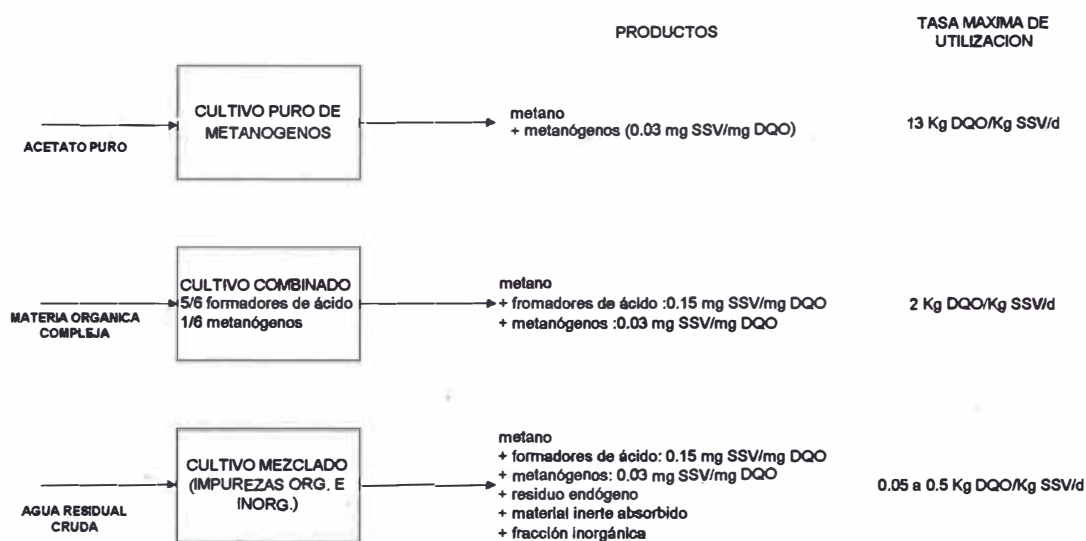 PRODUCTOS
TASA MAXIMA DE
UTILIZACION
CULTIVO PURO DE
METANOGENOS
ACETATO PURO
metano
+ metanógenos (0.03 mg SSV/mg DQO)
13 Kg DQO/Kg SSV/d
CULTIVO COMBINADO
5/6 formadores de ácido
1/6 metanógenos
MATERIA ORGANICA
COMPLEJA
metano
+ fromadores de ácido :0.15 mg SSV/mg DQO
+ metanógenos :0.03 mg SSV/mg DQO
2 Kg DQO/Kg SSV/d
CULTIVO MEZCLADO
(IMPUREZAS ORG. E
INORG.)
AGUA RESIDUAL
CRUDA
metano
+ formadores de ácido: 0.15 mg SSV/mg DQO
+ metanógenos: 0.03 mg SSV/mg DQO
+ residuo endógeno
+ material inerte absorbido
+ fracción inorgánica
0.05 a 0.5 Kg DQO/Kg SSV/d